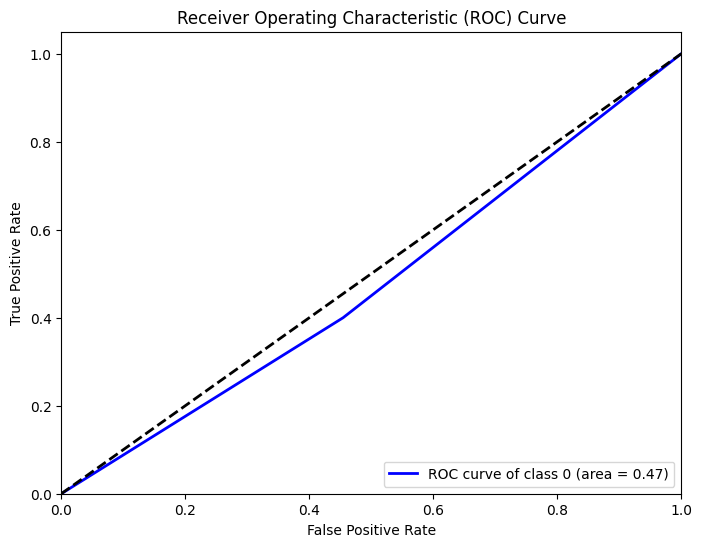 Receiver Operating Characteristic (ROC) Curve
1.0
0.8
0.6
0.4
0.2
0.0
True Positive Rate
ROC curve of class 0 (area = 0.47)
0.0 0.2 0.4 0.6 0.8 1.0
False Positive Rate